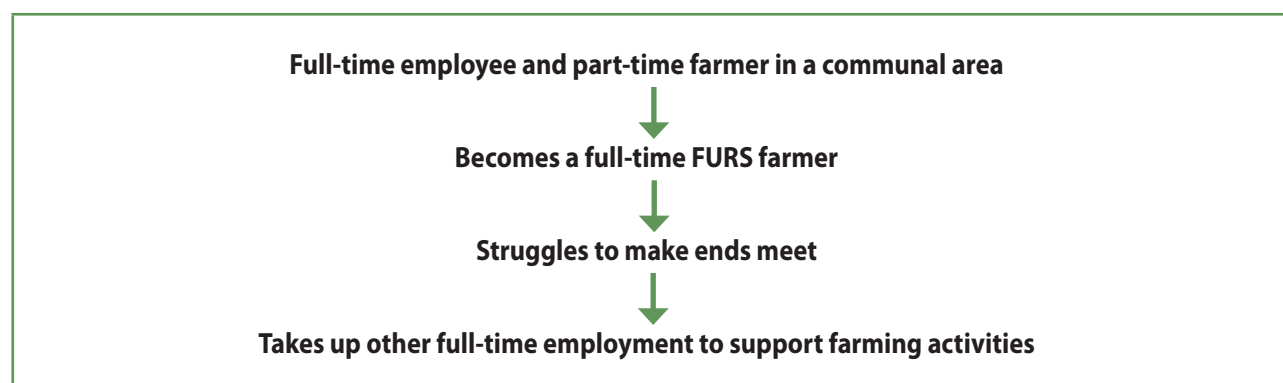 Full-time employee and part-time farmer in a communal area
Becomes a full-time FURS farmer
Struggles to make ends meet
Takes up other full-time employment to support farming activities